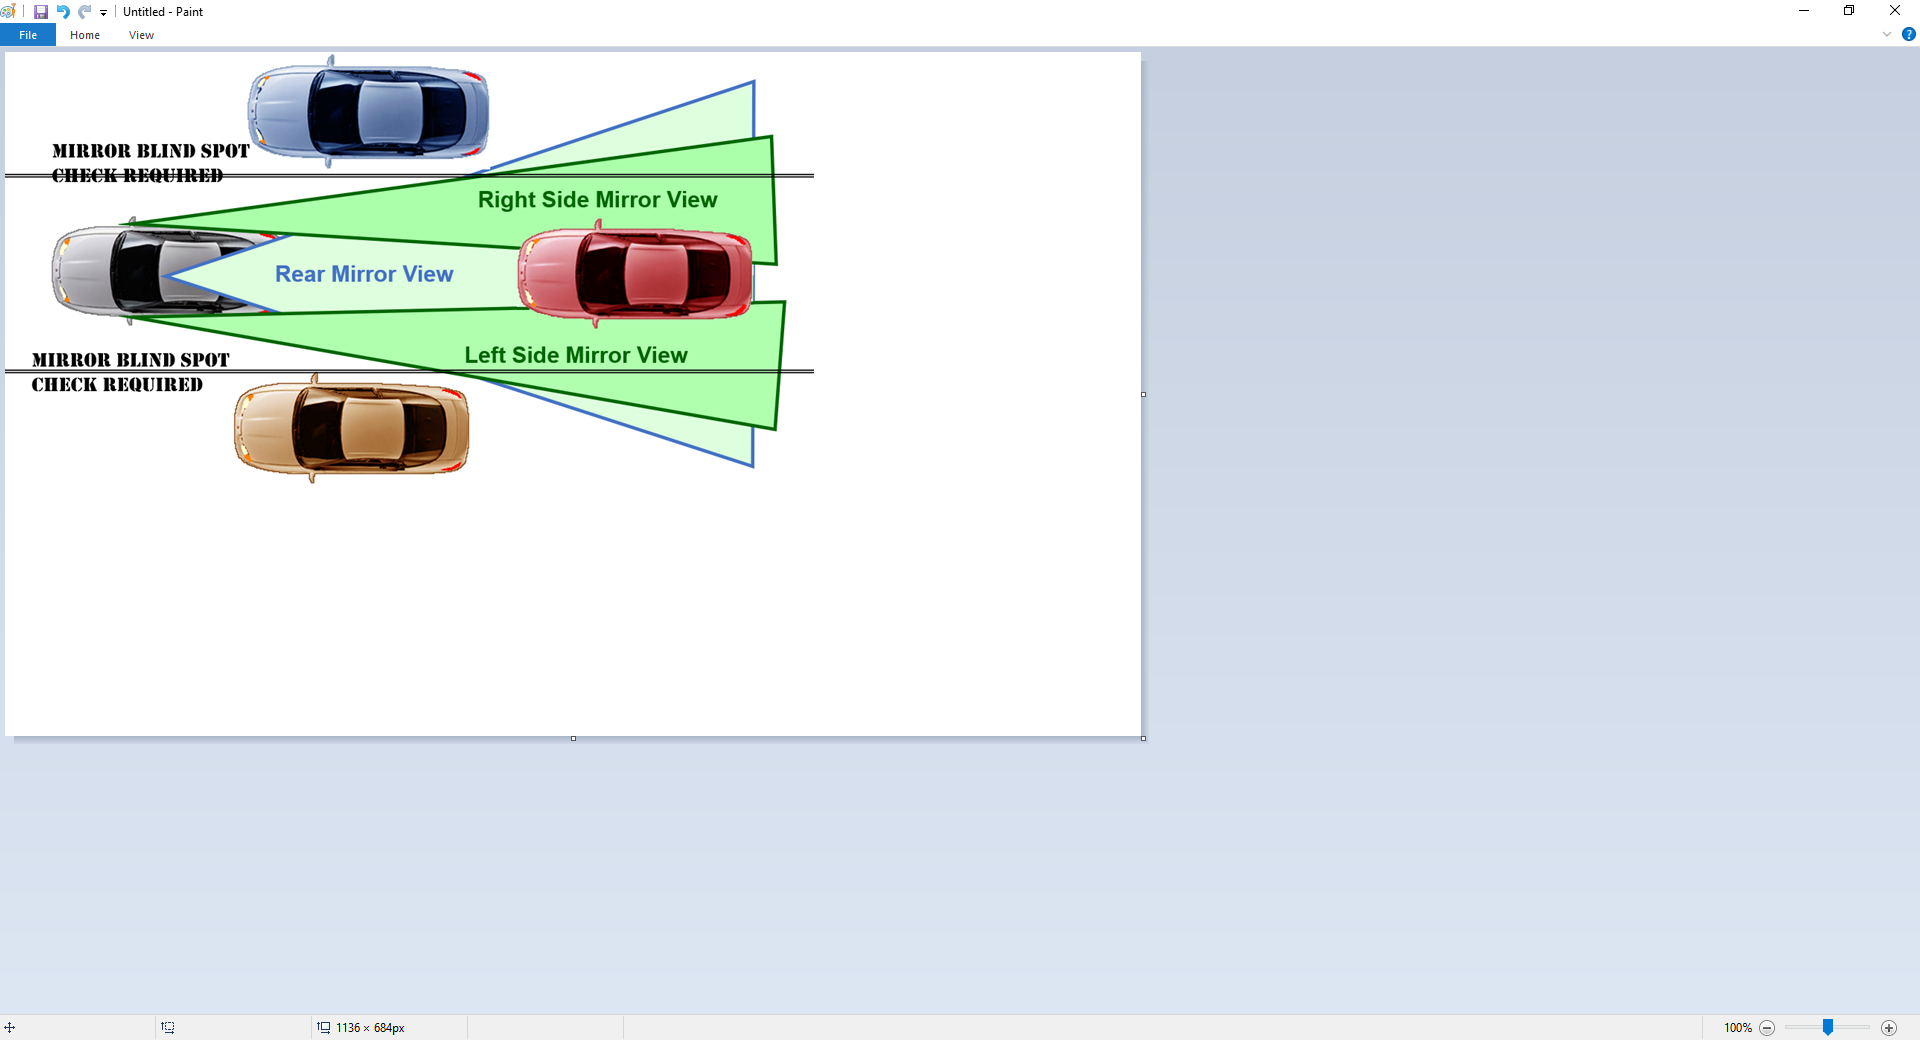 Untitled - Paint
File Home View
MIRROR BLIND SPOT
CHECK REQUIRED
Right Side Mirror View
Rear Mirror View
Left Side Mirror View
MIRROR BLIND SPOT
CHECK REQUIRED
1136 × 684px
100%